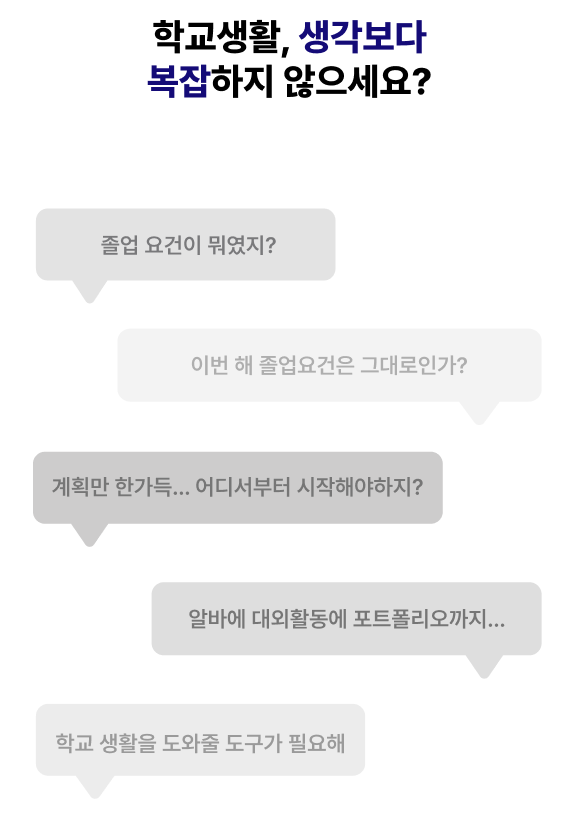 학교생활, 생각보다
복잡하지 않으세요?
졸업 요건이 뭐였지?
이번 해 졸업요건은 그대로인가?
계획만 한가득... 어디서부터 시작해야하지?
알바에 대외활동에 포트폴리오까지...
학교 생활을 도와줄 도구가 필요해